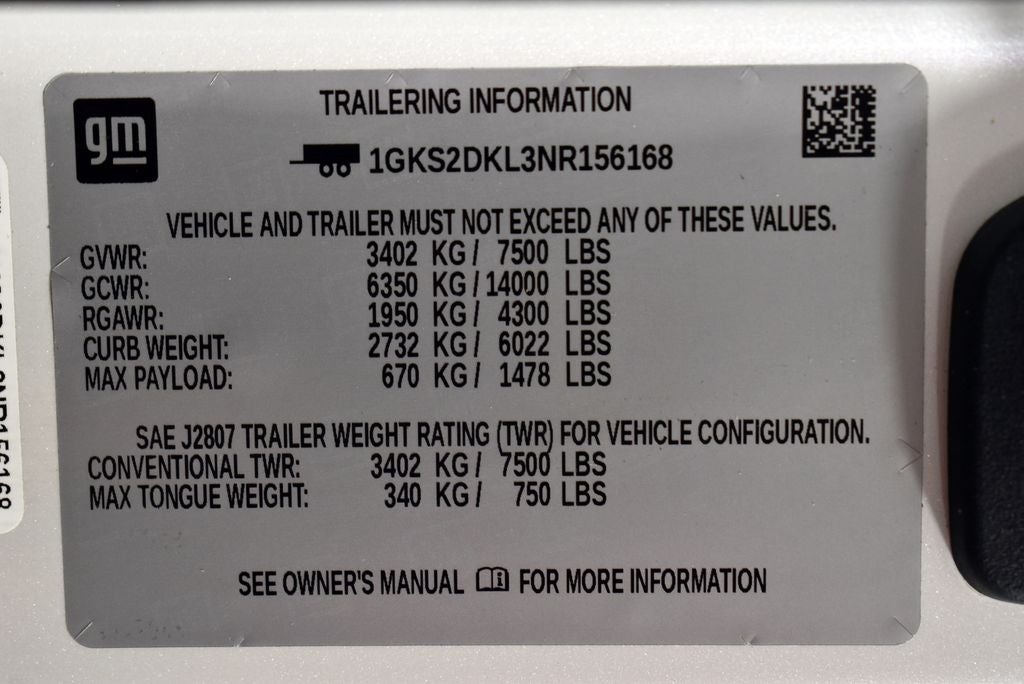 gm
TRAILERING INFORMATION
1GKS2DKL3NR156168
VEHICLE AND TRAILER MUST NOT EXCEED ANY OF THESE VALUES.
GVWR: 3402 KG / 7500 LBS
GCWR: 6350 KG / 14000 LBS
RGAWR: 1950 KG / 4300 LBS
CURB WEIGHT: 2732 KG / 6022 LBS
MAX PAYLOAD: 670 KG / 1478 LBS
SAE J2807 TRAILER WEIGHT RATING (TWR) FOR VEHICLE CONFIGURATION.
CONVENTIONAL TWR: 3402 KG / 7500 LBS
MAX TONGUE WEIGHT: 340 KG / 750 LBS
SEE OWNER'S MANUAL i FOR MORE INFORMATION